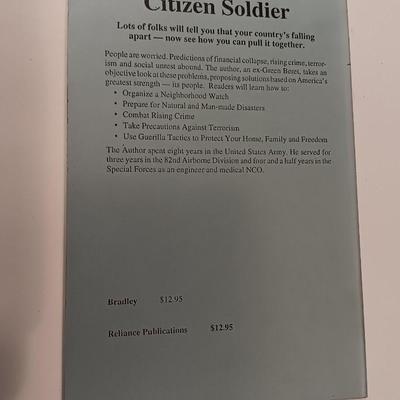 Citizen Soldier
Lots of folks will tell you that your country's falling
apart — now see how you can pull it together.
People are worried. Predictions of financial collapse, rising crime, terror-
ism and social unrest abound. The author, an ex-Green Beret, takes an
objective look at these problems, proposing solutions based on America's
greatest strength — its people. Readers will learn how to:
• Organize a Neighborhood Watch
• Prepare for Natural and Man-made Disasters
• Combat Rising Crime
• Take Precautions Against Terrorism
• Use Guerilla Tactics to Protect Your Home, Family and Freedom
The Author spent eight years in the United States Army. He served for
three years in the 82nd Airborne Division and four and a half years in the
Special Forces as an engineer and medical NCO.
Bradley $12.95
Reliance Publications $12.95